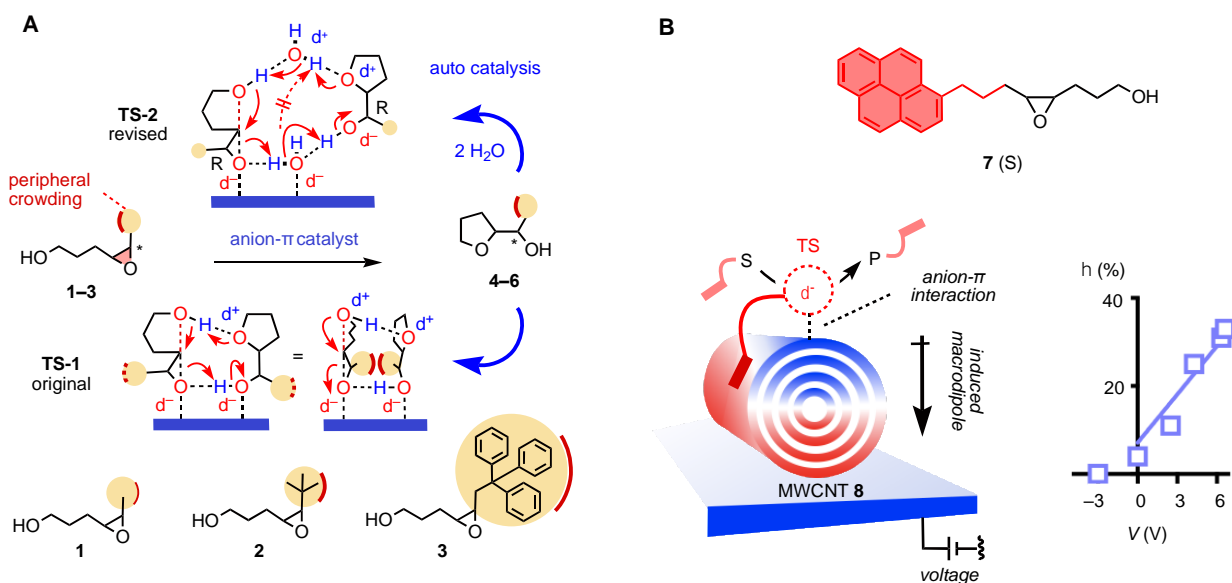 A
H
d⁺
O
H
H
d⁺
O
O
auto catalysis
TS-2
revised
R
H
O
H
d⁻
R
O
H
O
2 H₂O
d⁻
d⁻
peripheral
crowding
*
HO
O
anion-π catalyst
O
*
OH
1–3
4–6
O
H
d⁺
O
=
d⁺
O
H
d⁺
O
TS-1
original
O
H
O
O
H
O
d⁻
d⁻
d⁻
HO
O
1
HO
O
2
HO
O
3
B
O
OH
7 (S)
S
TS
d⁻
P
anion-π
interaction
induced
macrodipole
MWCNT 8
voltage
h (%)
40
20
–3
0
3
6
V (V)